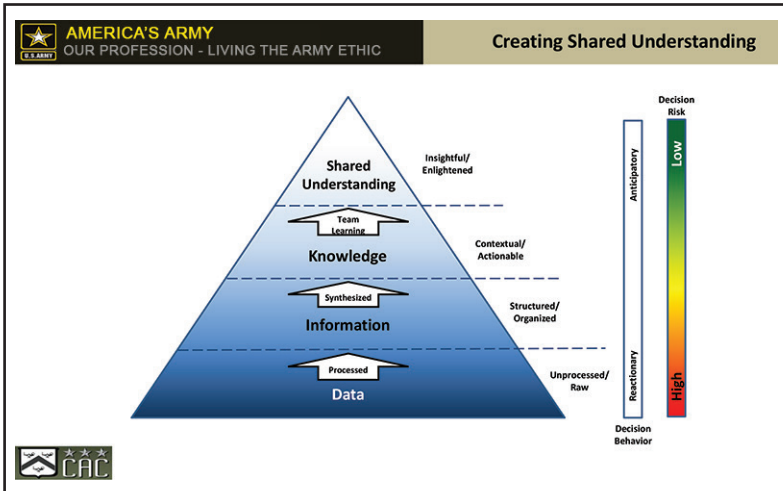 AMERICA'S ARMY
OUR PROFESSION - LIVING THE ARMY ETHIC
U.S.ARMY
Creating Shared Understanding
Decision
Risk
Shared
Understanding
Insightful/
Enlightened
Low
Anticipatory
Team
Learning
Knowledge
Contextual/
Actionable
Synthesized
Information
Structured/
Organized
Processed
Data
Unprocessed/
Raw
Reactionary
High
Decision
Behavior
CAC